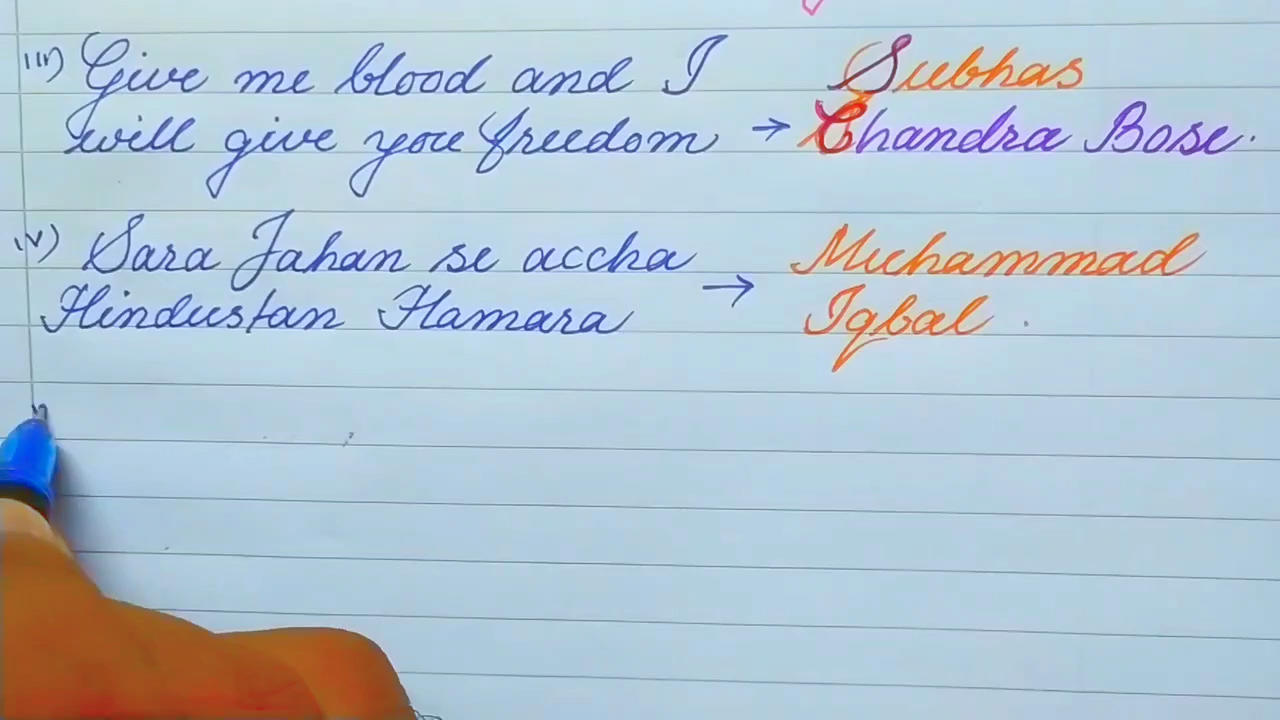 iii) Give me blood and I Subhas
will give you freedom → Chandra Bose.
iv) Sara Jahan se accha Muhammad
Hindustan Hamara → Iqbal .